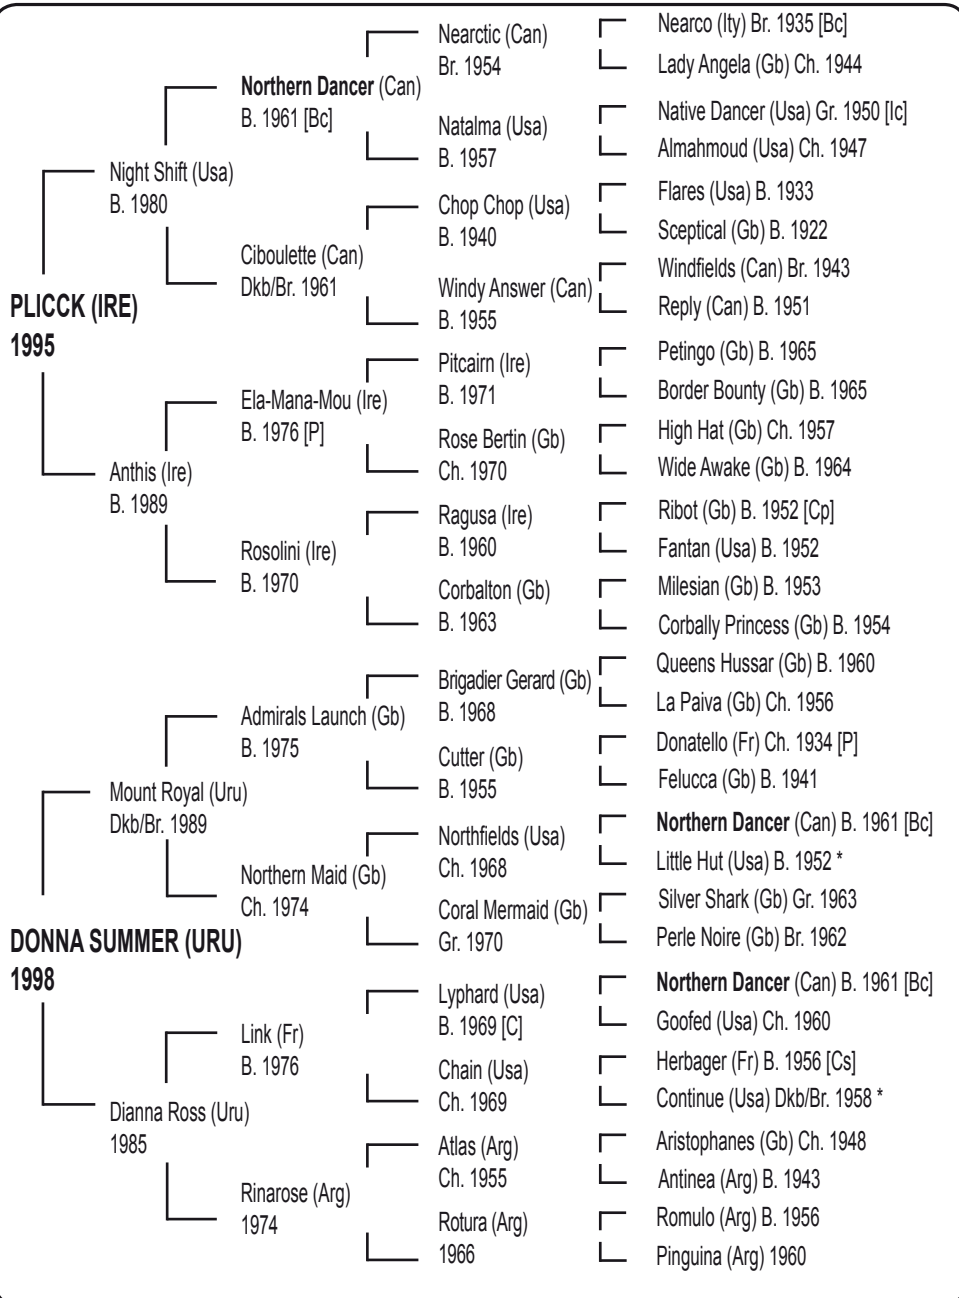 PLICCK (IRE)
1995
Night Shift (Usa)
B. 1980
Anthis (Ire)
B. 1989
Northern Dancer (Can)
B. 1961 [Bc]
Ciboulette (Can)
Dkb/Br. 1961
Ela-Mana-Mou (Ire)
B. 1976 [P]
Rosolini (Ire)
B. 1970
Nearctic (Can)
Br. 1954
Natalma (Usa)
B. 1957
Chop Chop (Usa)
B. 1940
Windy Answer (Can)
B. 1955
Pitcairn (Ire)
B. 1971
Rose Bertin (Gb)
Ch. 1970
Ragusa (Ire)
B. 1960
Corbalton (Gb)
B. 1963
Nearco (Ity) Br. 1935 [Bc]
Lady Angela (Gb) Ch. 1944
Native Dancer (Usa) Gr. 1950 [Ic]
Almahmoud (Usa) Ch. 1947
Flares (Usa) B. 1933
Sceptical (Gb) B. 1922
Windfields (Can) Br. 1943
Reply (Can) B. 1951
Petingo (Gb) B. 1965
Border Bounty (Gb) B. 1965
High Hat (Gb) Ch. 1957
Wide Awake (Gb) B. 1964
Ribot (Gb) B. 1952 [Cp]
Fantan (Usa) B. 1952
Milesian (Gb) B. 1953
Corbally Princess (Gb) B. 1954
DONNA SUMMER (URU)
1998
Mount Royal (Uru)
Dkb/Br. 1989
Dianna Ross (Uru)
1985
Admirals Launch (Gb)
B. 1975
Northern Maid (Gb)
Ch. 1974
Link (Fr)
B. 1976
Rinarose (Arg)
1974
Brigadier Gerard (Gb)
B. 1968
Cutter (Gb)
B. 1955
Northfields (Usa)
Ch. 1968
Coral Mermaid (Gb)
Gr. 1970
Lyphard (Usa)
B. 1969 [C]
Chain (Usa)
Ch. 1969
Atlas (Arg)
Ch. 1955
Rotura (Arg)
1966
Queens Hussar (Gb) B. 1960
La Paiva (Gb) Ch. 1956
Donatello (Fr) Ch. 1934 [P]
Felucca (Gb) B. 1941
Northern Dancer (Can) B. 1961 [Bc]
Little Hut (Usa) B. 1952 *
Silver Shark (Gb) Gr. 1963
Perle Noire (Gb) Br. 1962
Northern Dancer (Can) B. 1961 [Bc]
Goofed (Usa) Ch. 1960
Herbager (Fr) B. 1956 [Cs]
Continue (Usa) Dkb/Br. 1958 *
Aristophanes (Gb) Ch. 1948
Antinea (Arg) B. 1943
Romulo (Arg) B. 1956
Pinguina (Arg) 1960